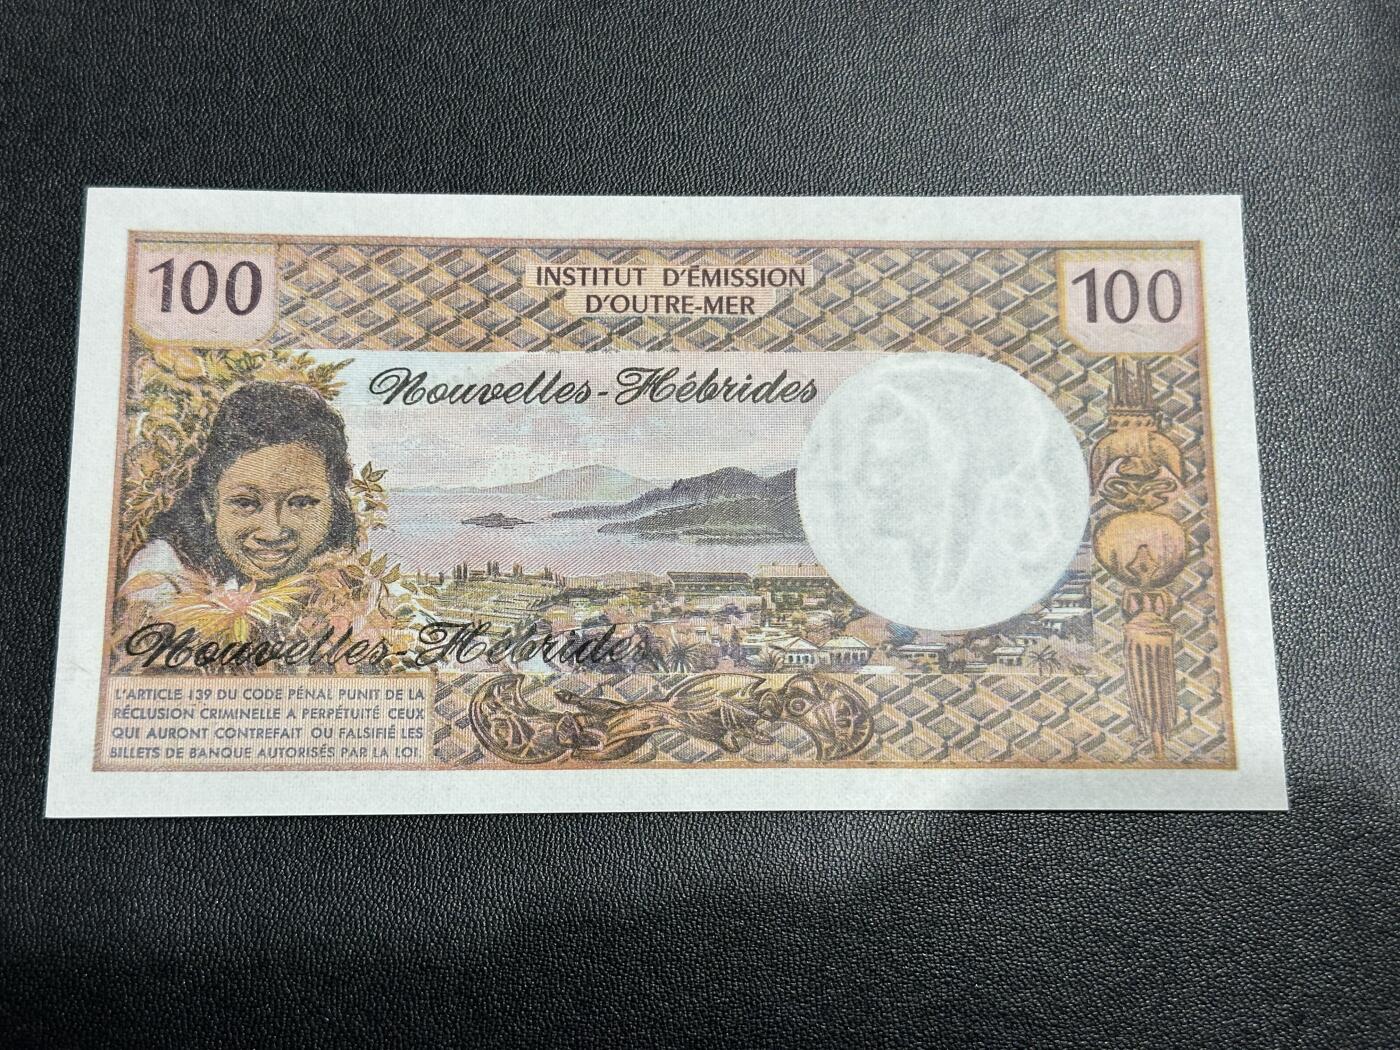 100
INSTITUT D'ÉMISSION
D'OUTRE-MER
100
Nouvelles-Hébrides
Nouvelles-Hébrides
L'ARTICLE 139 DU CODE PÉNAL PUNIT DE LA
RÉCLUSION CRIMINELLE A PERPÉTUITÉ CEUX
QUI AURONT CONTREFAIT OU FALSIFIÉ LES
BILLETS DE BANQUE AUTORISÉS PAR LA LOI.